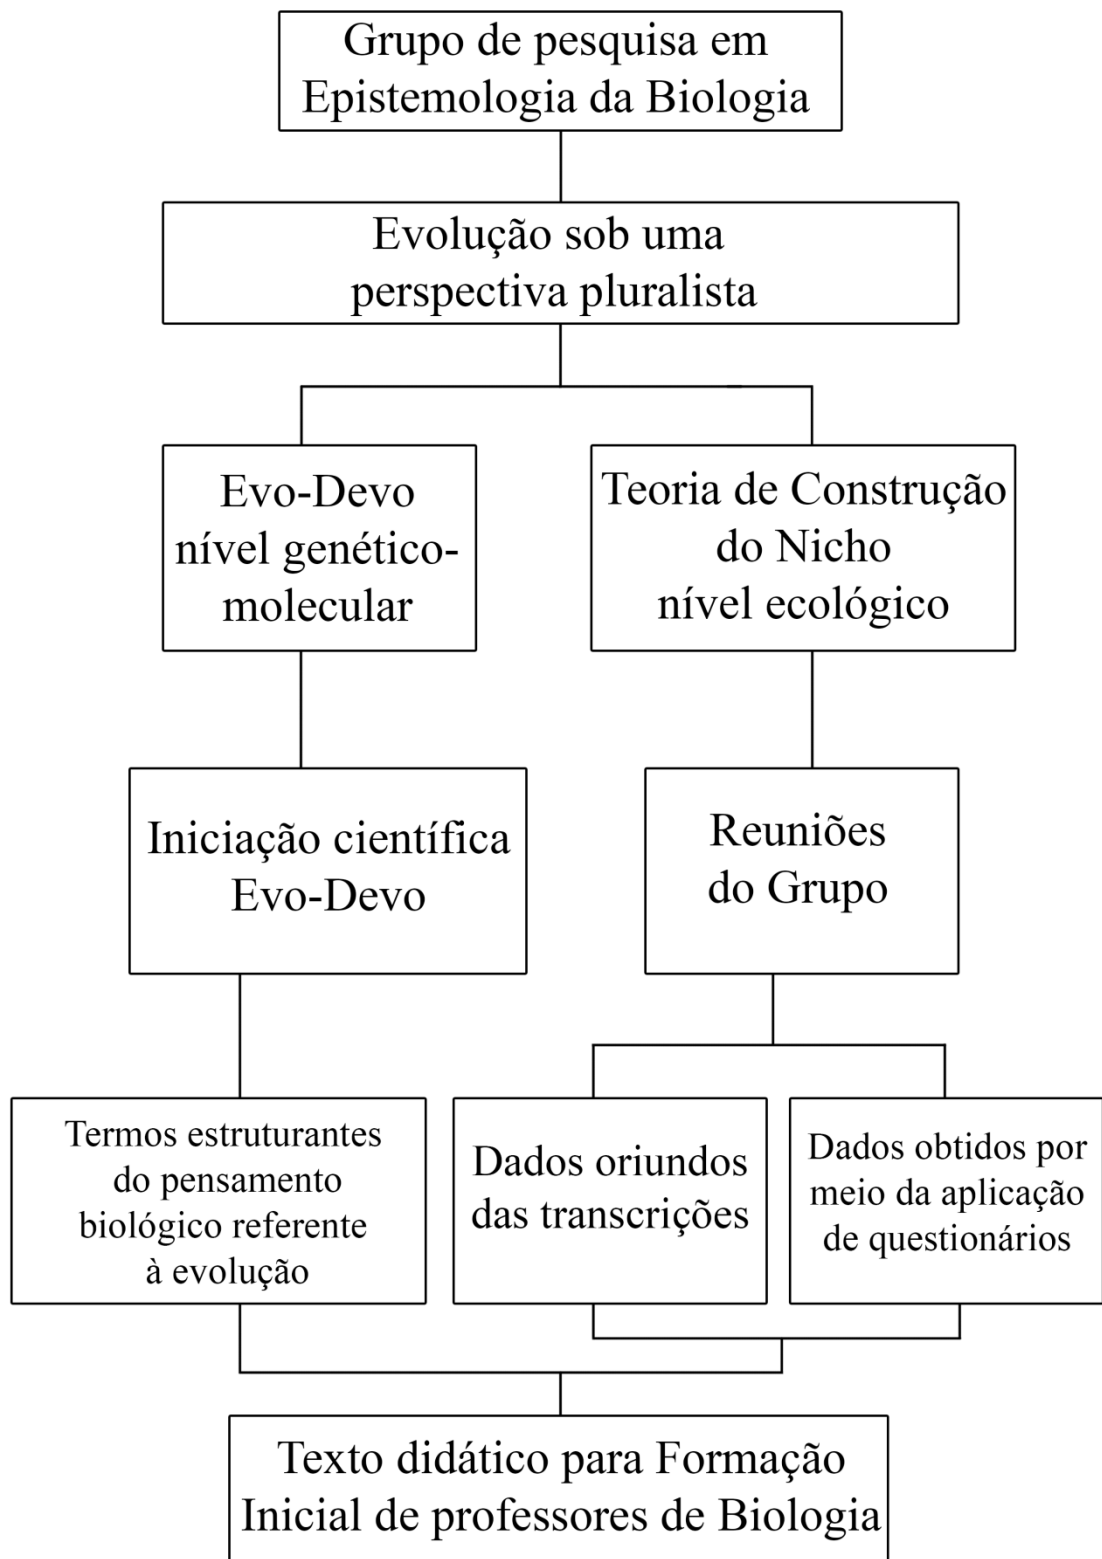 Grupo de pesquisa em
Epistemologia da Biologia
Evolução sob uma
perspectiva pluralista
Evo-Devo
nível genético-
molecular
Teoria de Construção
do Nicho
nível ecológico
Iniciação científica
Evo-Devo
Reuniões
do Grupo
Termos estruturantes
do pensamento
biológico referente
à evolução
Dados oriundos
das transcrições
Dados obtidos por
meio da aplicação
de questionários
Texto didático para Formação
Inicial de professores de Biologia